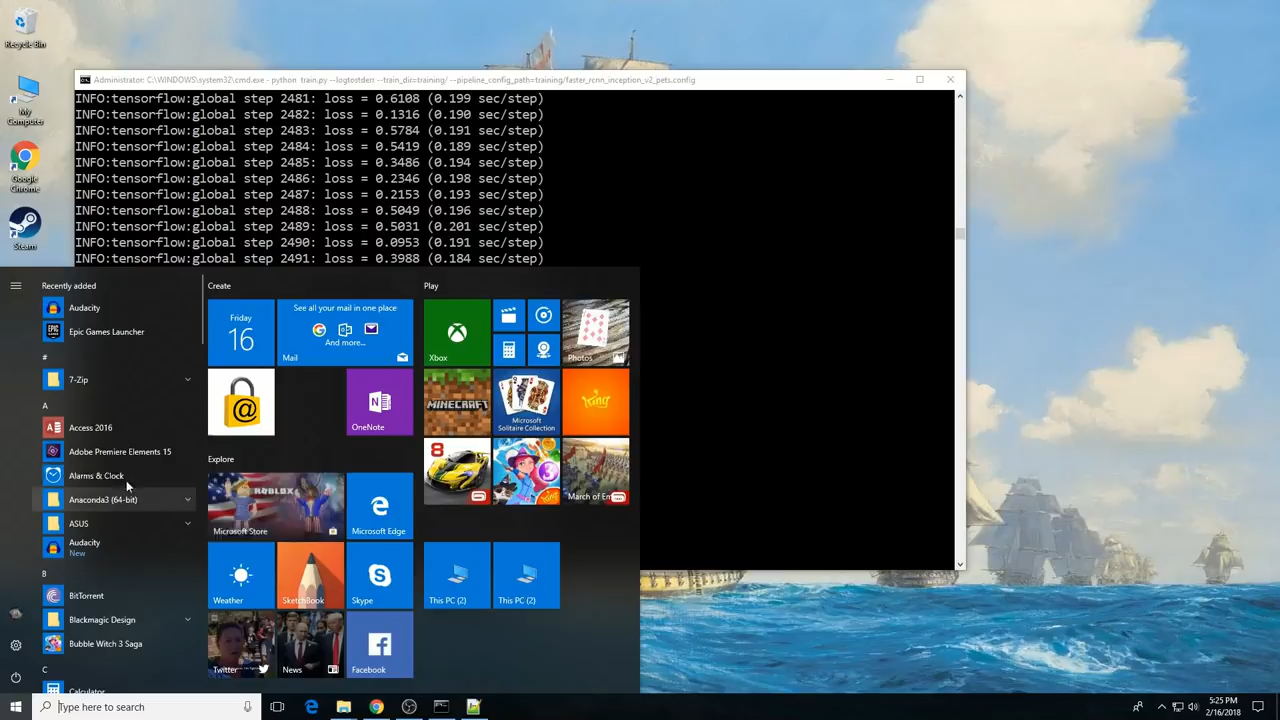 Recycle Bin
My
Computer
Google
Chrome
Steam
Administrator: C:\WINDOWS\system32\cmd.exe - python train.py --logtostderr --train_dir=training/ --pipeline_config_path=training/faster_rcnn_inception_v2_pets.config
INFO:tensorflow:global step 2481: loss = 0.6108 (0.199 sec/step)
INFO:tensorflow:global step 2482: loss = 0.1316 (0.190 sec/step)
INFO:tensorflow:global step 2483: loss = 0.5784 (0.191 sec/step)
INFO:tensorflow:global step 2484: loss = 0.5419 (0.189 sec/step)
INFO:tensorflow:global step 2485: loss = 0.3486 (0.194 sec/step)
INFO:tensorflow:global step 2486: loss = 0.2346 (0.198 sec/step)
INFO:tensorflow:global step 2487: loss = 0.2153 (0.193 sec/step)
INFO:tensorflow:global step 2488: loss = 0.5049 (0.196 sec/step)
INFO:tensorflow:global step 2489: loss = 0.5031 (0.201 sec/step)
INFO:tensorflow:global step 2490: loss = 0.0953 (0.191 sec/step)
INFO:tensorflow:global step 2491: loss = 0.3988 (0.184 sec/step)
Recently added
Audacity
Epic Games Launcher
#
7-Zip
A
Access 2016
Adobe Premiere Elements 15
Alarms & Clock
Anaconda3 (64-bit)
ASUS
Audacity
New
B
BitTorrent
Blackmagic Design
Bubble Witch 3 Saga
C
Calculator
Create
Friday
16
See all your mail in one place
And more...
Mail
OneNote
Explore
ROBLOX
Microsoft Store
Microsoft Edge
Weather
SketchBook
Skype
Twitter
News
Facebook
Play
Xbox
Photos
MINECRAFT
Microsoft
Solitaire Collection
King
8
3
March of Em
This PC (2)
This PC (2)
Type here to search
5:25 PM
2/16/2018